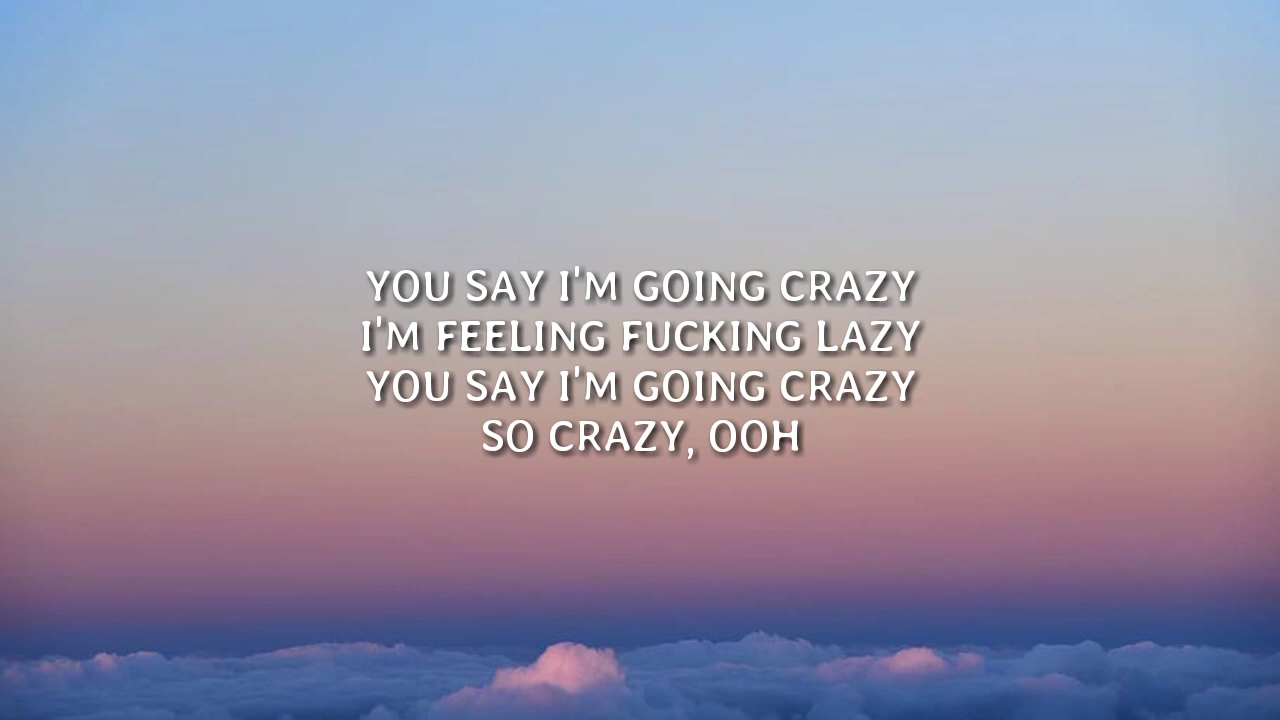 YOU SAY I'M GOING CRAZY
I'M FEELING FUCKING LAZY
YOU SAY I'M GOING CRAZY
SO CRAZY, OOH